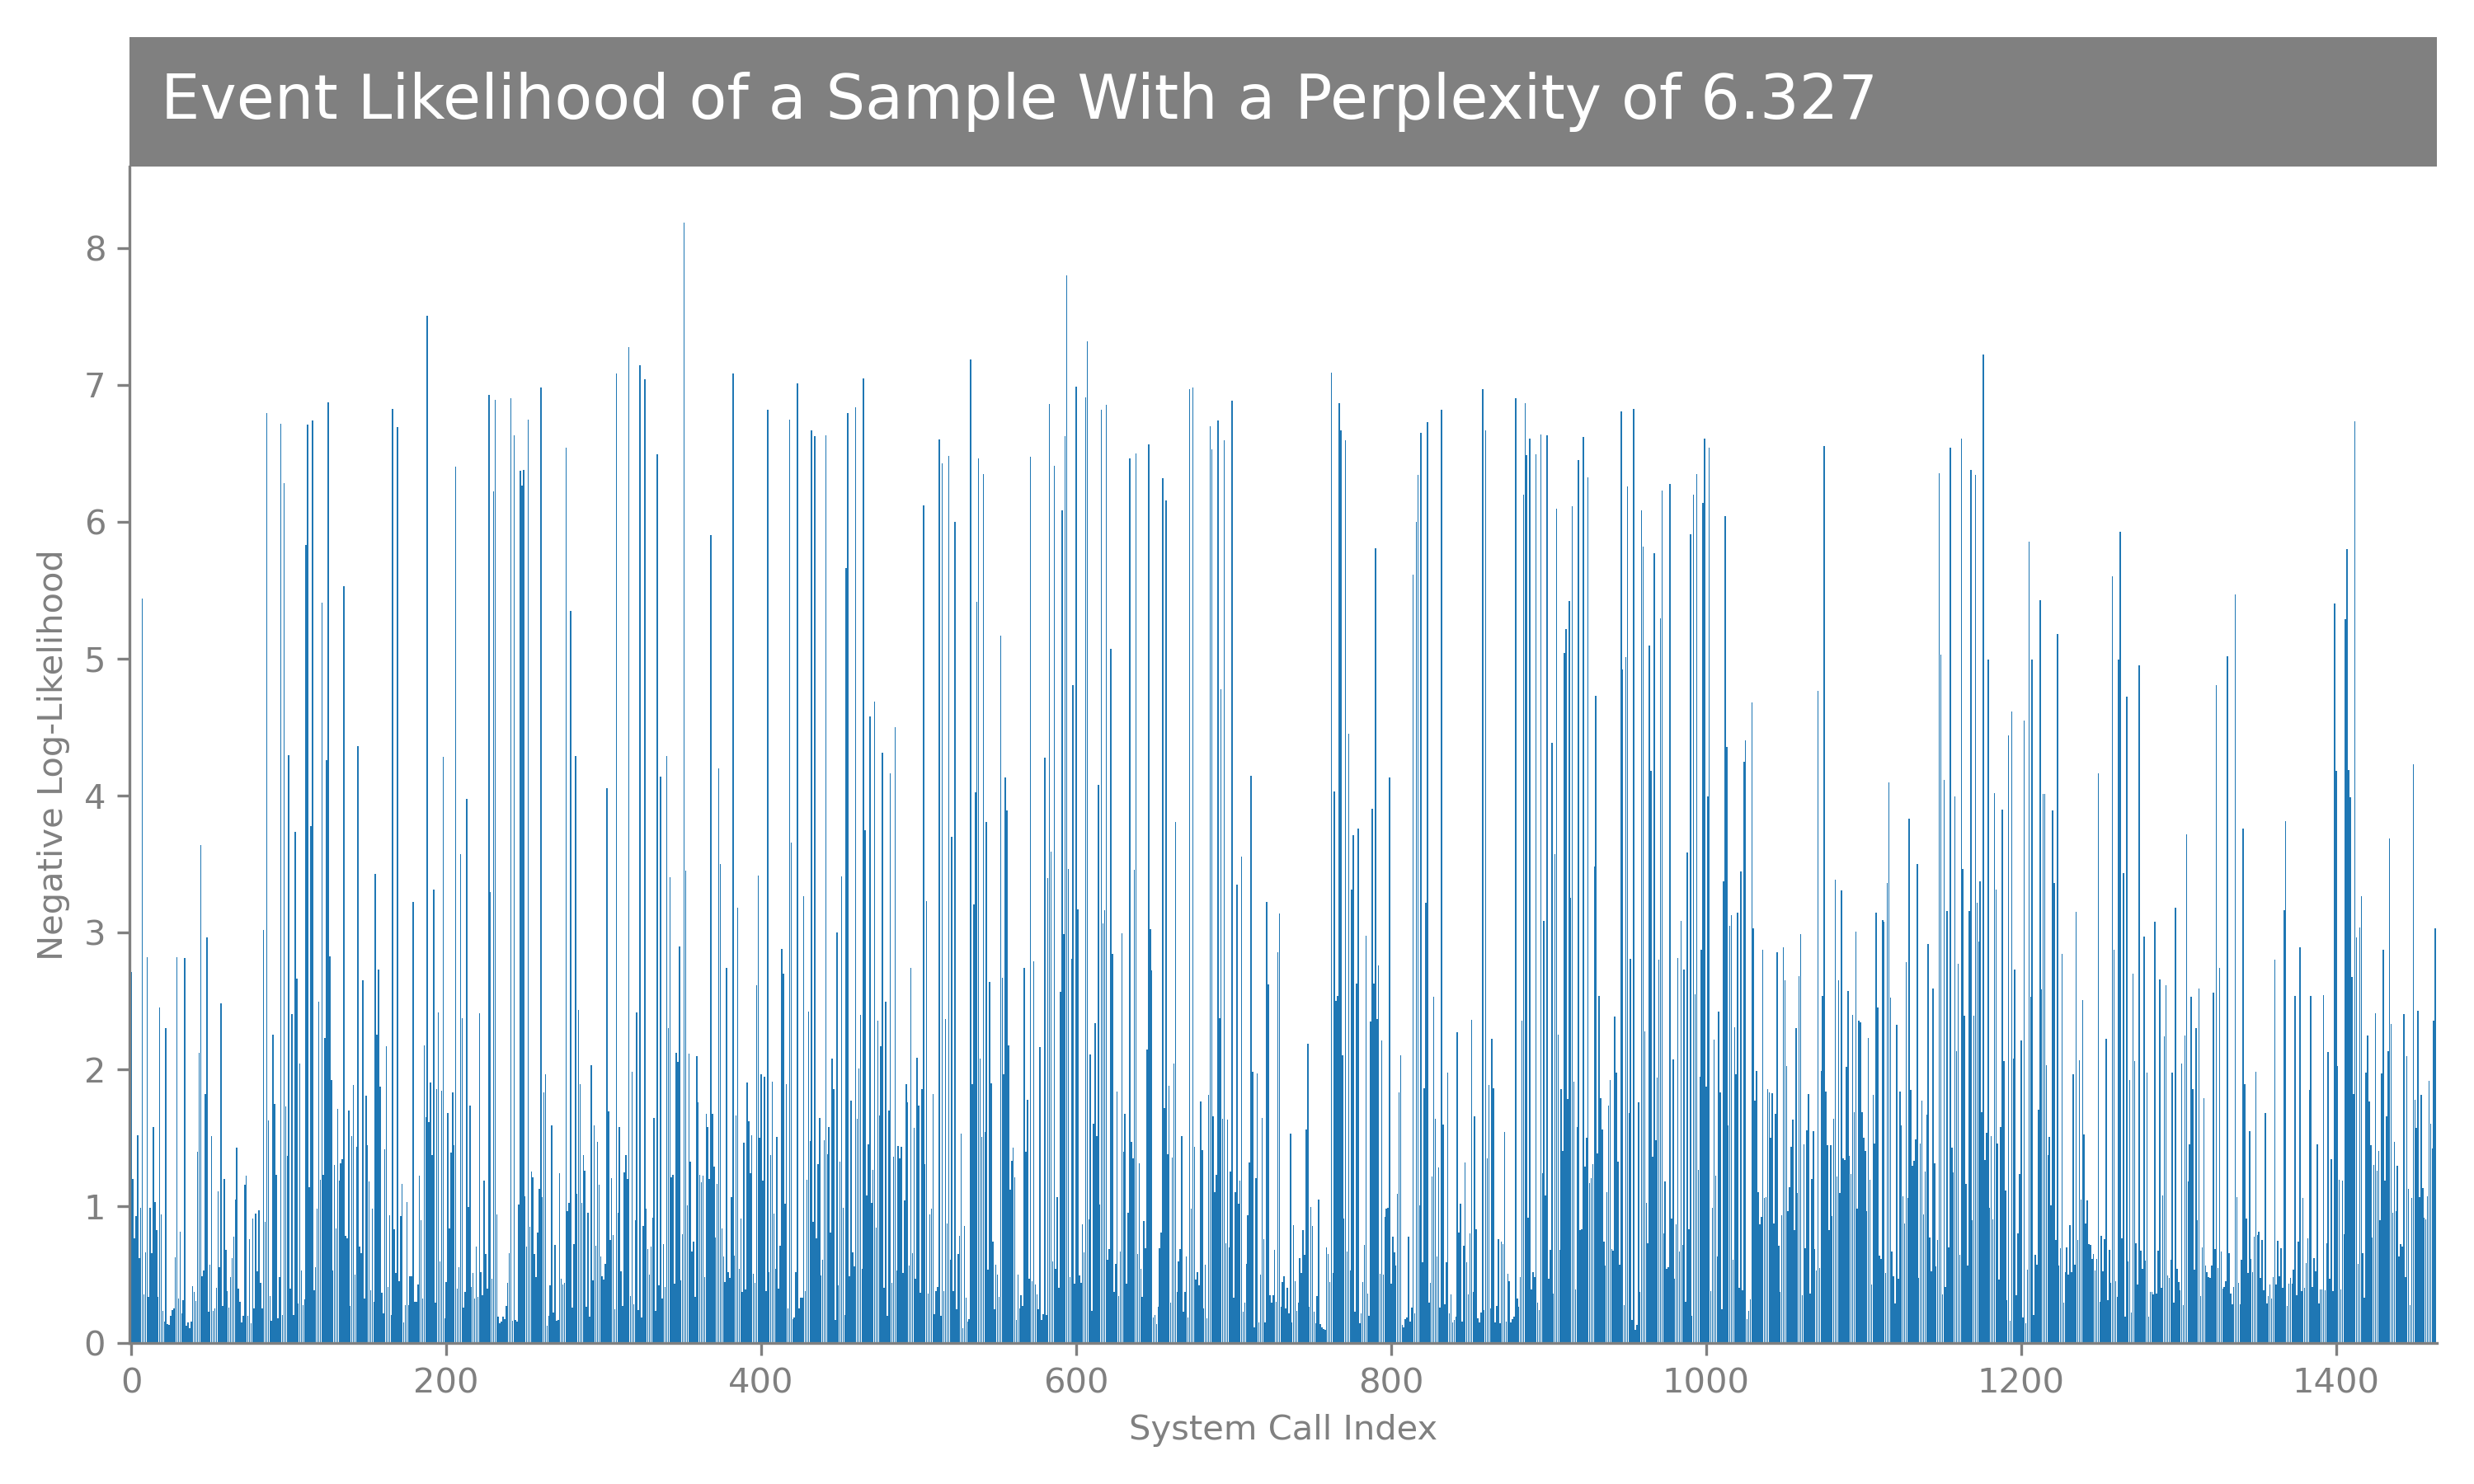 Event Likelihood of a Sample With a Perplexity of 6.327
8
7
6
5
4
3
2
1
0
Negative Log-Likelihood
0 200 400 600 800 1000 1200 1400
System Call Index